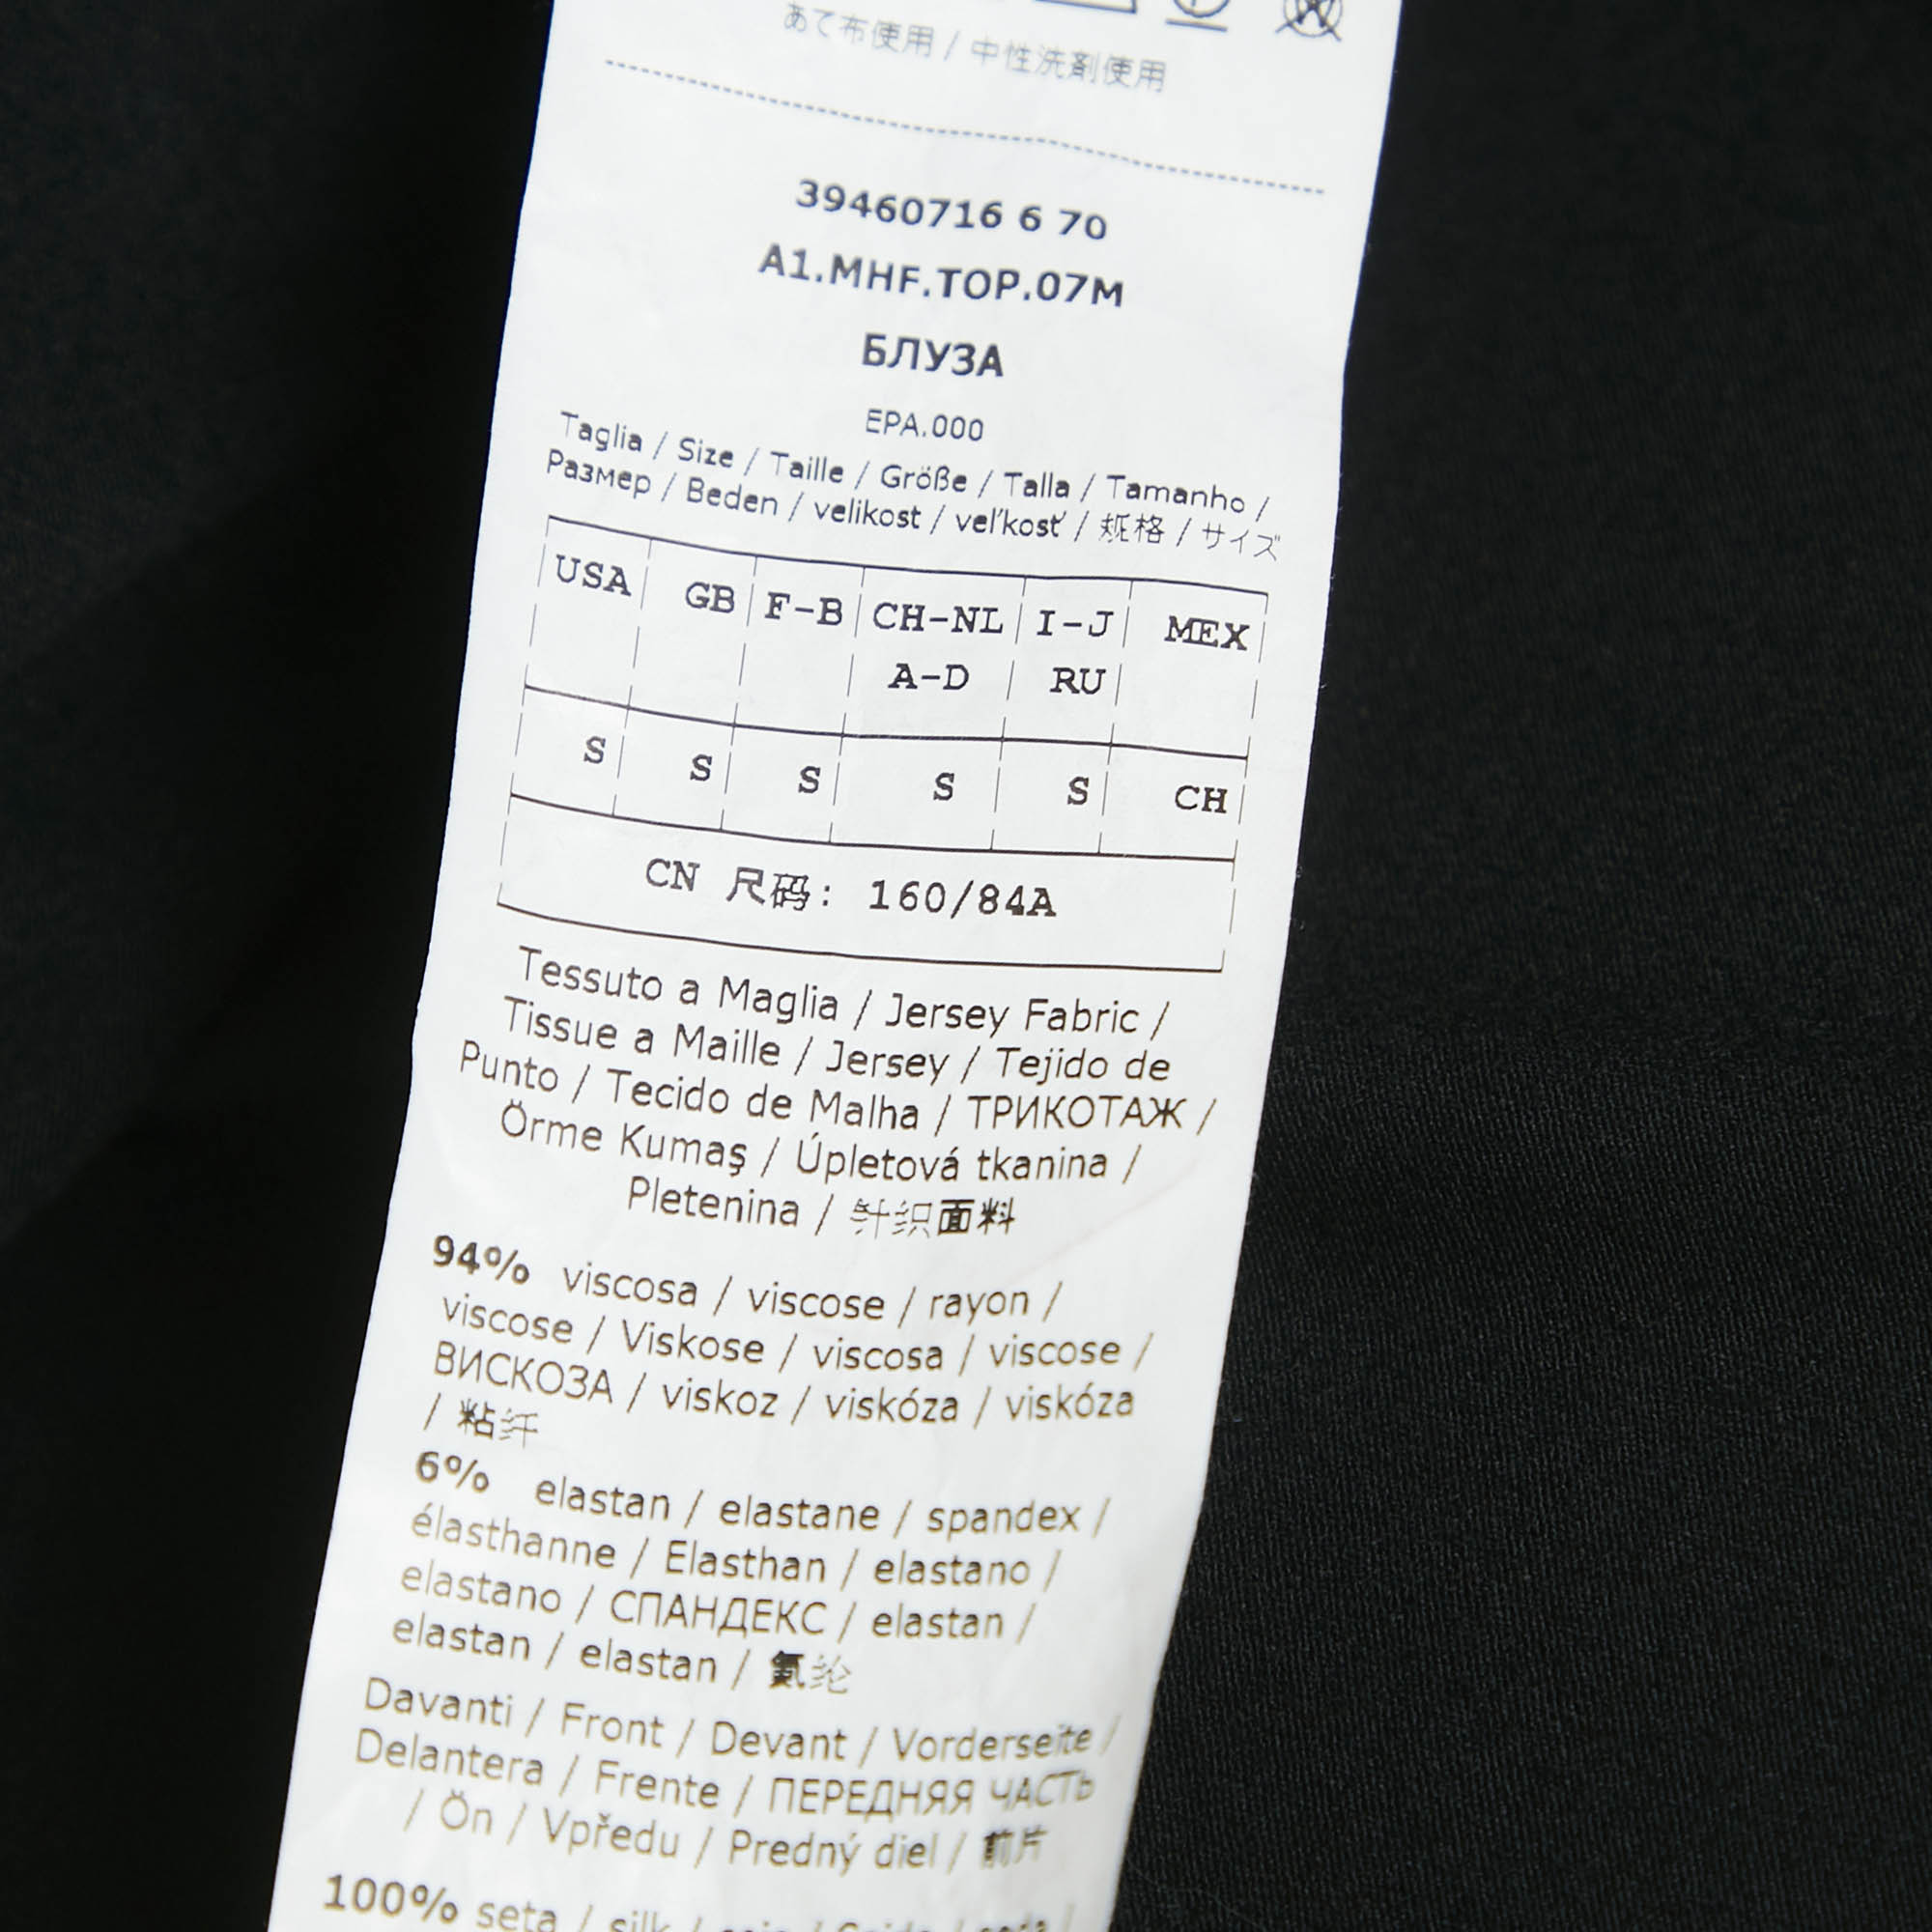 あて布使用 / 中性洗剤使用
39460716 6 70
A1.MHF.TOP.07M
БЛУЗА
EPA.000
Taglia / Size / Taille / Größe / Talla / Tamanho /
Размер / Beden / velikost / veľkosť / 规格 / サイズ
USA GB F-B CH-NL I-J MEX
A-D RU
S S S S S CH
CN 尺码: 160/84A
Tessuto a Maglia / Jersey Fabric /
Tissue a Maille / Jersey / Tejido de
Punto / Tecido de Malha / ТРИКОТАЖ /
Örme Kumaş / Úpletová tkanina /
Pletenina / 针织面料
94% viscosa / viscose / rayon /
viscose / Viskose / viscosa / viscose /
ВИСКОЗА / viskoz / viskóza / viskóza
/ 粘纤
6% elastan / elastane / spandex /
élasthanne / Elasthan / elastano /
elastano / СПАНДЕКС / elastan /
elastan / elastan / 氨纶
Davanti / Front / Devant / Vorderseite /
Delantera / Frente / ПЕРЕДНЯЯ ЧАСТЬ
/ Ön / Vpředu / Predný diel / 前片
100% seta / silk /